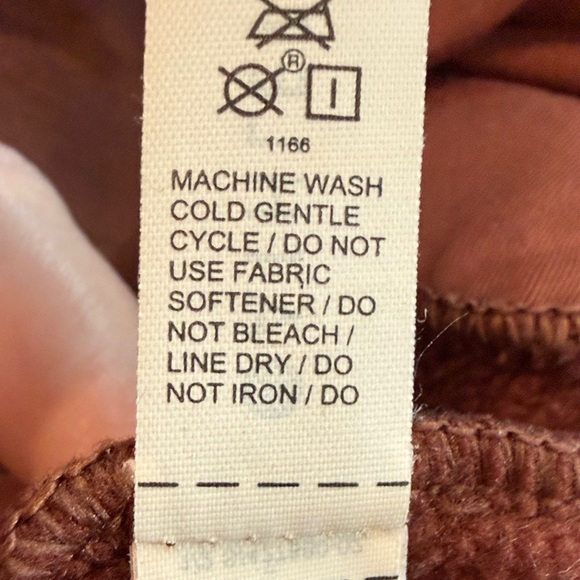 ®
1166
MACHINE WASH
COLD GENTLE
CYCLE / DO NOT
USE FABRIC
SOFTENER / DO
NOT BLEACH /
LINE DRY / DO
NOT IRON / DO